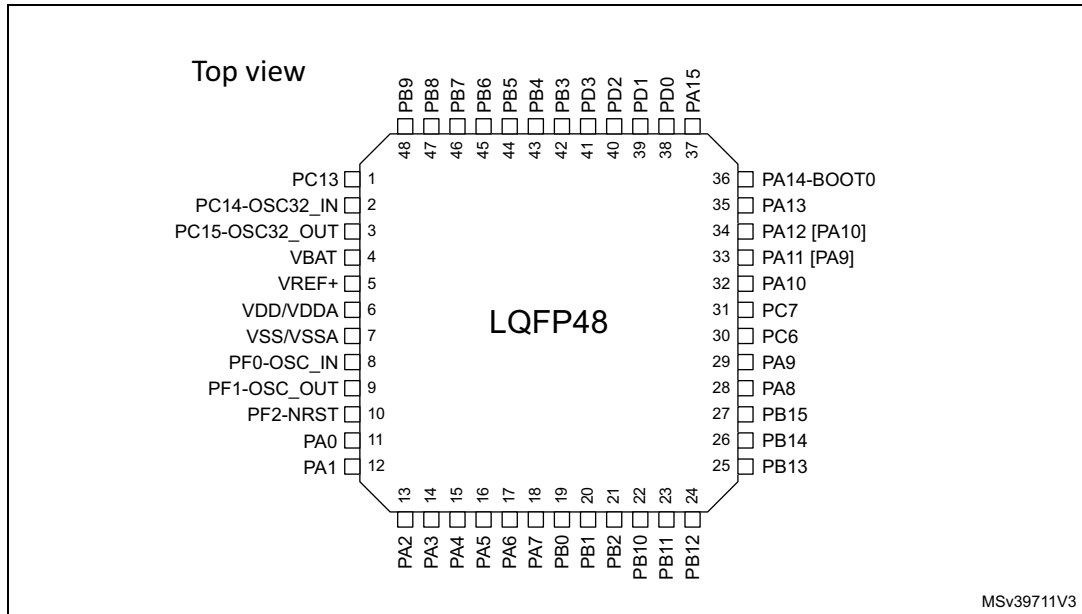 Top view
PB9
PB8
PB7
PB6
PB5
PB4
PB3
PD3
PD2
PD1
PD0
PA15
48
47
46
45
44
43
42
41
40
39
38
37
PC13 1
PC14-OSC32_IN 2
PC15-OSC32_OUT 3
VBAT 4
VREF+ 5
VDD/VDDA 6
VSS/VSSA 7
PF0-OSC_IN 8
PF1-OSC_OUT 9
PF2-NRST 10
PA0 11
PA1 12
LQFP48
36 PA14-BOOT0
35 PA13
34 PA12 [PA10]
33 PA11 [PA9]
32 PA10
31 PC7
30 PC6
29 PA9
28 PA8
27 PB15
26 PB14
25 PB13
13
14
15
16
17
18
19
20
21
22
23
24
PA2
PA3
PA4
PA5
PA6
PA7
PB0
PB1
PB2
PB10
PB11
PB12
MSv39711V3